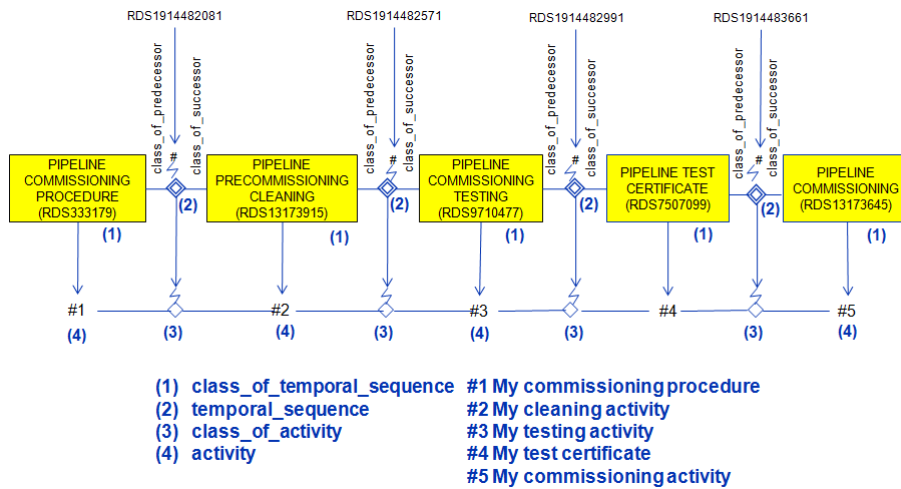 RDS1914482081 RDS1914482571 RDS1914482991 RDS1914483661
class_of_predecessor class_of_successor class_of_predecessor class_of_successor class_of_predecessor class_of_successor class_of_predecessor class_of_successor
# # # #
PIPELINE COMMISSIONING PROCEDURE (RDS333179)
PIPELINE PRECOMMISSIONING CLEANING (RDS13173915)
PIPELINE COMMISSIONING TESTING (RDS9710477)
PIPELINE TEST CERTIFICATE (RDS7507099)
PIPELINE COMMISSIONING (RDS13173645)
(2) (2) (2) (2)
(1) (1) (1) (1) (1)
#1 #2 #3 #4 #5
(4) (3) (4) (3) (4) (3) (3) (4)
(1) class_of_temporal_sequence
(2) temporal_sequence
(3) class_of_activity
(4) activity
#1 My commissioning procedure
#2 My cleaning activity
#3 My testing activity
#4 My test certificate
#5 My commissioning activity